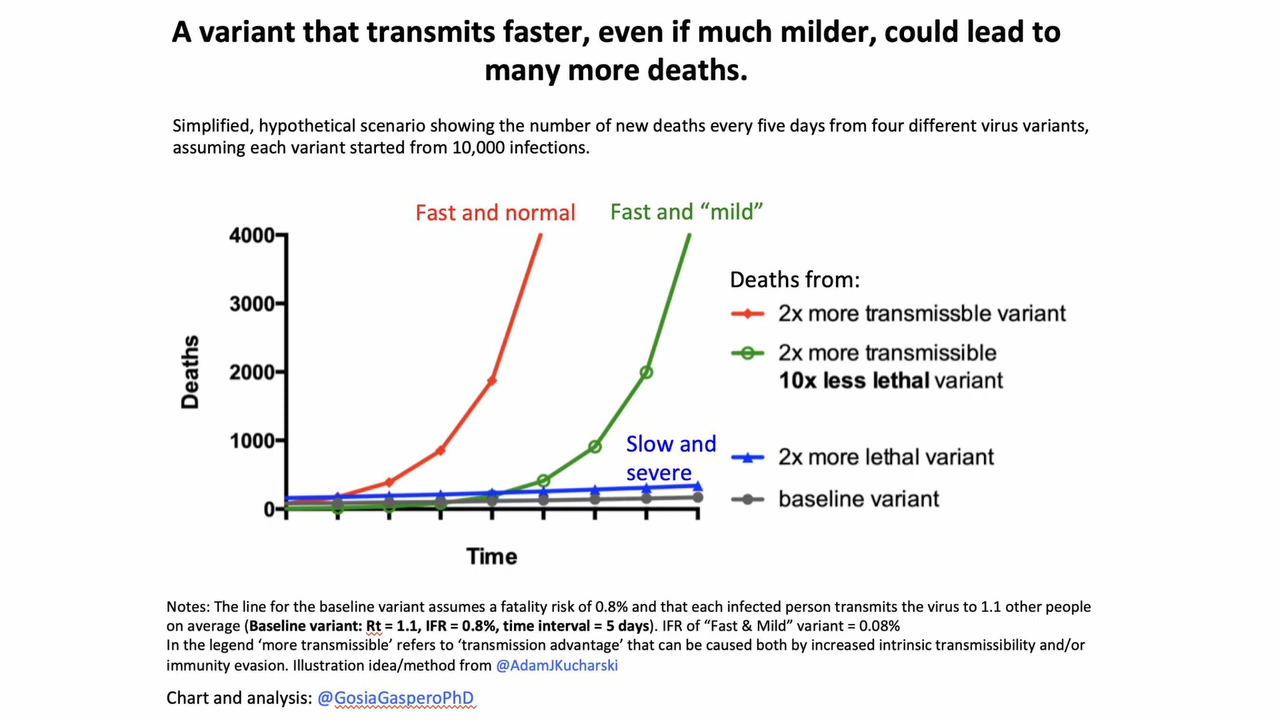 A variant that transmits faster, even if much milder, could lead to
many more deaths.
Simplified, hypothetical scenario showing the number of new deaths every five days from four different virus variants,
assuming each variant started from 10,000 infections.
Fast and normal
Fast and “mild”
4000
3000
2000
1000
0
Deaths
Time
Slow and
severe
Deaths from:
2x more transmissble variant
2x more transmissible
10x less lethal variant
2x more lethal variant
baseline variant
Notes: The line for the baseline variant assumes a fatality risk of 0.8% and that each infected person transmits the virus to 1.1 other people
on average (Baseline variant: Rt = 1.1, IFR = 0.8%, time interval = 5 days). IFR of “Fast & Mild” variant = 0.08%
In the legend ‘more transmissible’ refers to ‘transmission advantage’ that can be caused both by increased intrinsic transmissibility and/or
immunity evasion. Illustration idea/method from @AdamJKucharski
Chart and analysis: @GosiaGasperoPhD